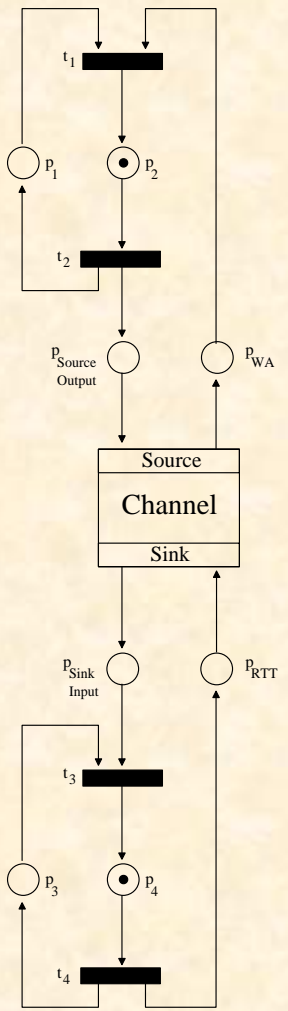 t1
p1
p2
t2
pSource Output
pWA
Source
Channel
Sink
pSink Input
pRTT
t3
p3
p4
t4